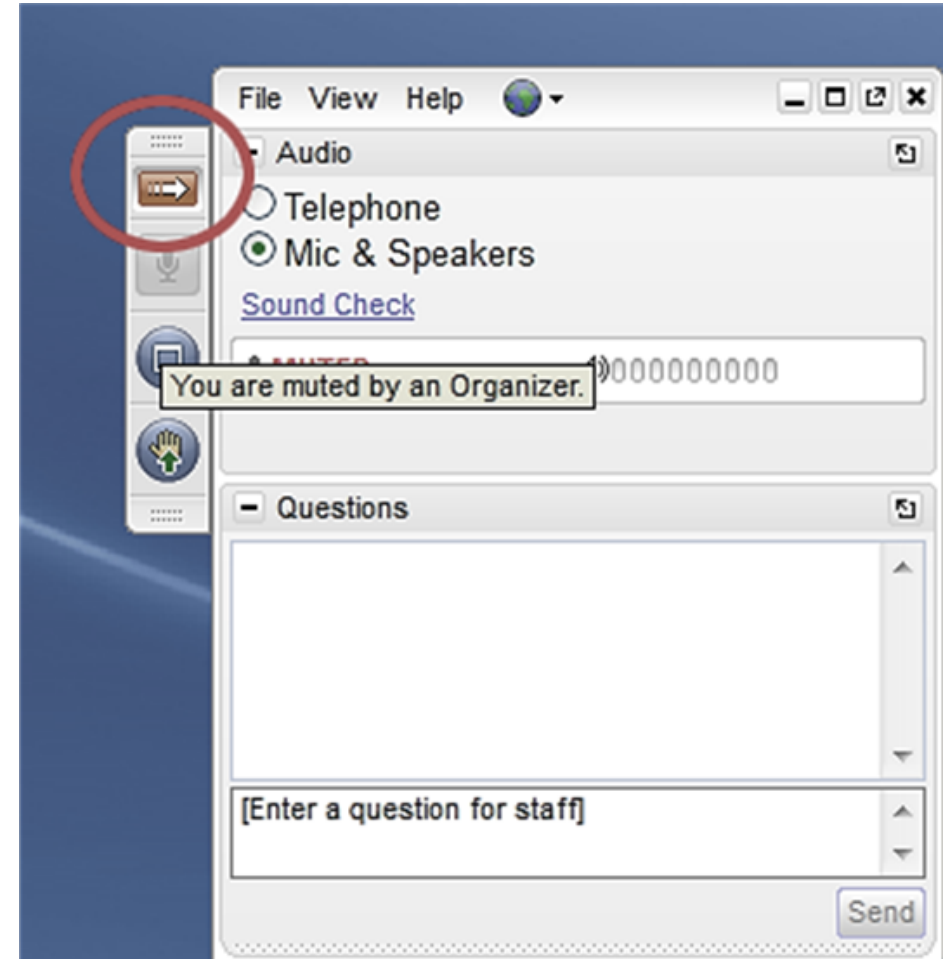 File View Help
Audio
Telephone
Mic & Speakers
Sound Check
MUTED
You are muted by an Organizer.
Questions
[Enter a question for staff]
Send